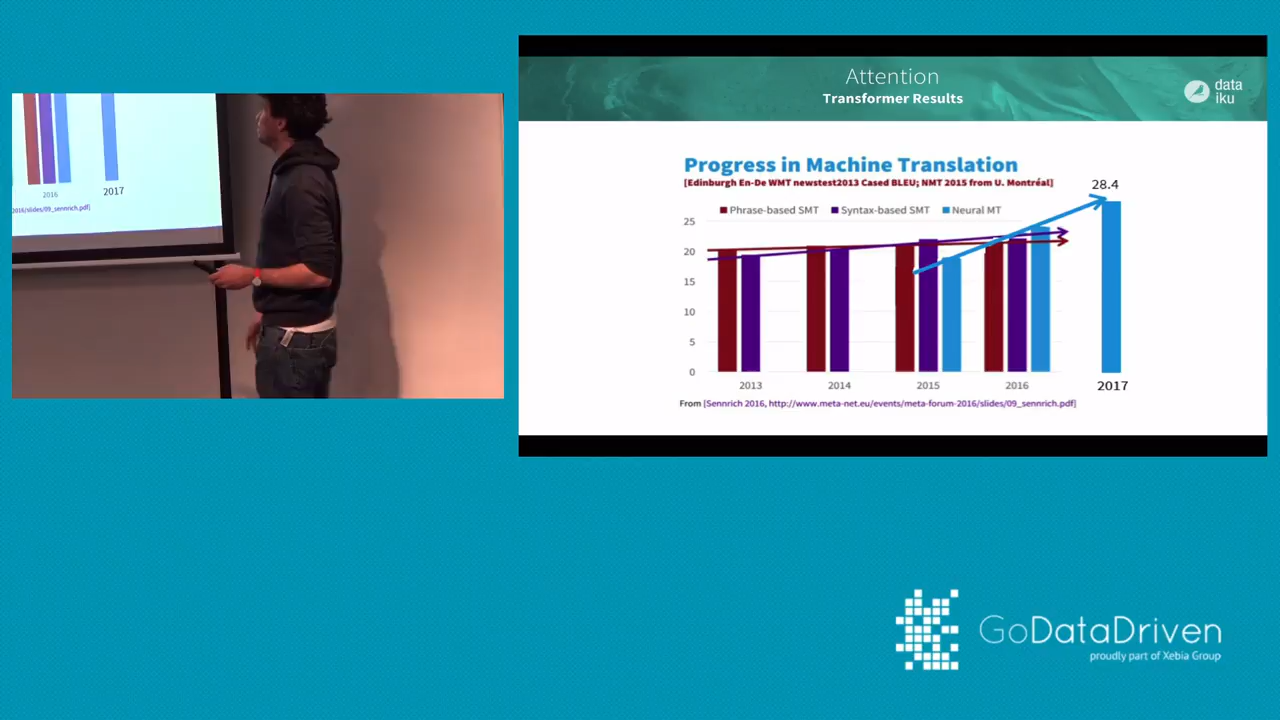 2016
2017
2016/slides/09_sennrich.pdf]
Attention
Transformer Results
data
iku
Progress in Machine Translation
[Edinburgh En-De WMT newstest2013 Cased BLEU; NMT 2015 from U. Montréal]
28.4
Phrase-based SMT Syntax-based SMT Neural MT
25
20
15
10
5
0
2013 2014 2015 2016 2017
From [Sennrich 2016, http://www.meta-net.eu/events/meta-forum-2016/slides/09_sennrich.pdf]
GoDataDriven
proudly part of Xebia Group